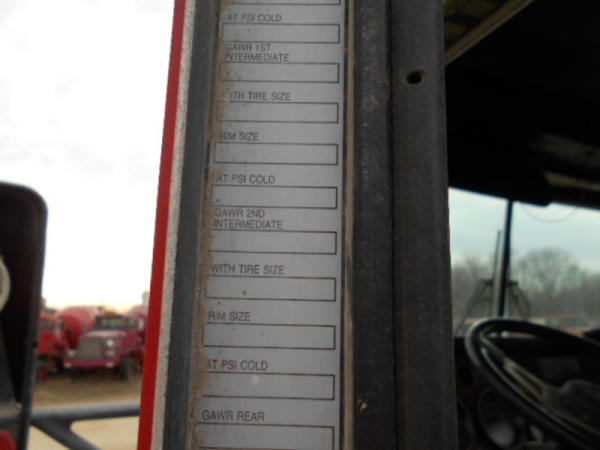 AT PSI COLD
GAWR 1ST
INTERMEDIATE
WITH TIRE SIZE
RIM SIZE
AT PSI COLD
GAWR 2ND
INTERMEDIATE
WITH TIRE SIZE
RIM SIZE
AT PSI COLD
GAWR REAR